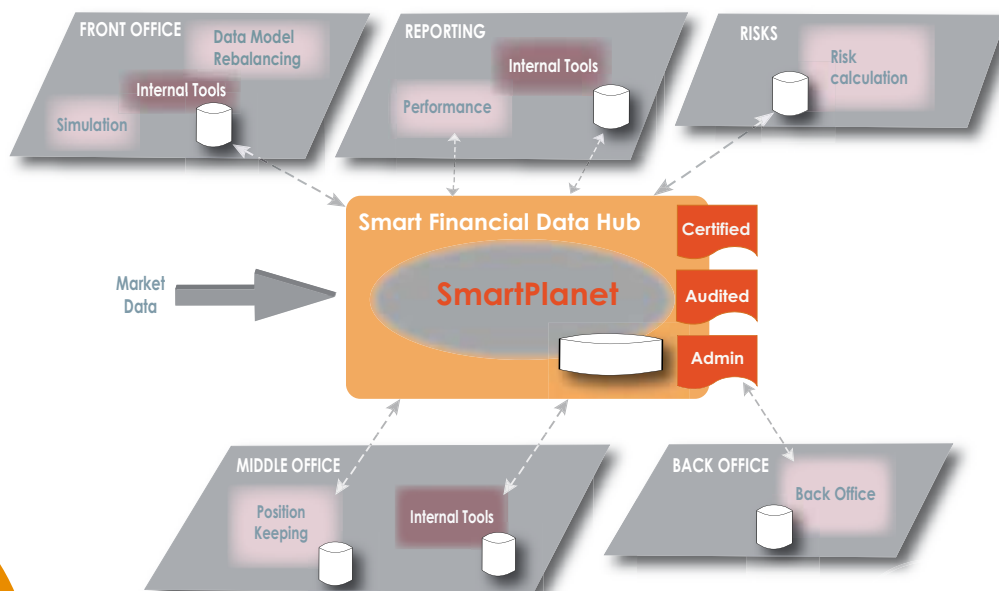 FRONT OFFICE
Data Model
Rebalancing
Internal Tools
Simulation
REPORTING
Internal Tools
Performance
RISKS
Risk
calculation
Smart Financial Data Hub
SmartPlanet
Certified
Audited
Admin
Market
Data
MIDDLE OFFICE
Position
Keeping
Internal Tools
BACK OFFICE
Back Office